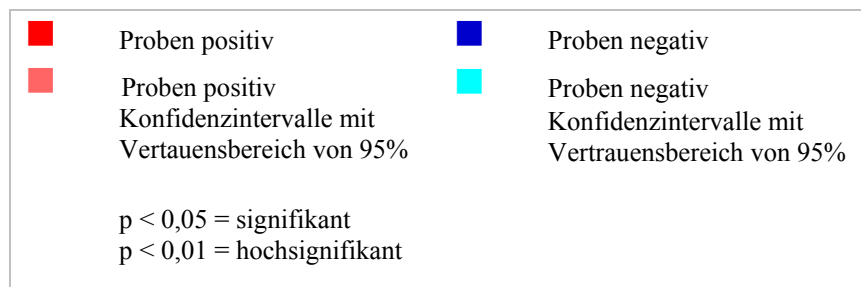 Proben positiv
Proben positiv
Konfidenzintervalle mit
Vertauensbereich von 95%
p < 0,05 = signifikant
p < 0,01 = hochsignifikant
Proben negativ
Proben negativ
Konfidenzintervalle mit
Vertrauensbereich von 95%